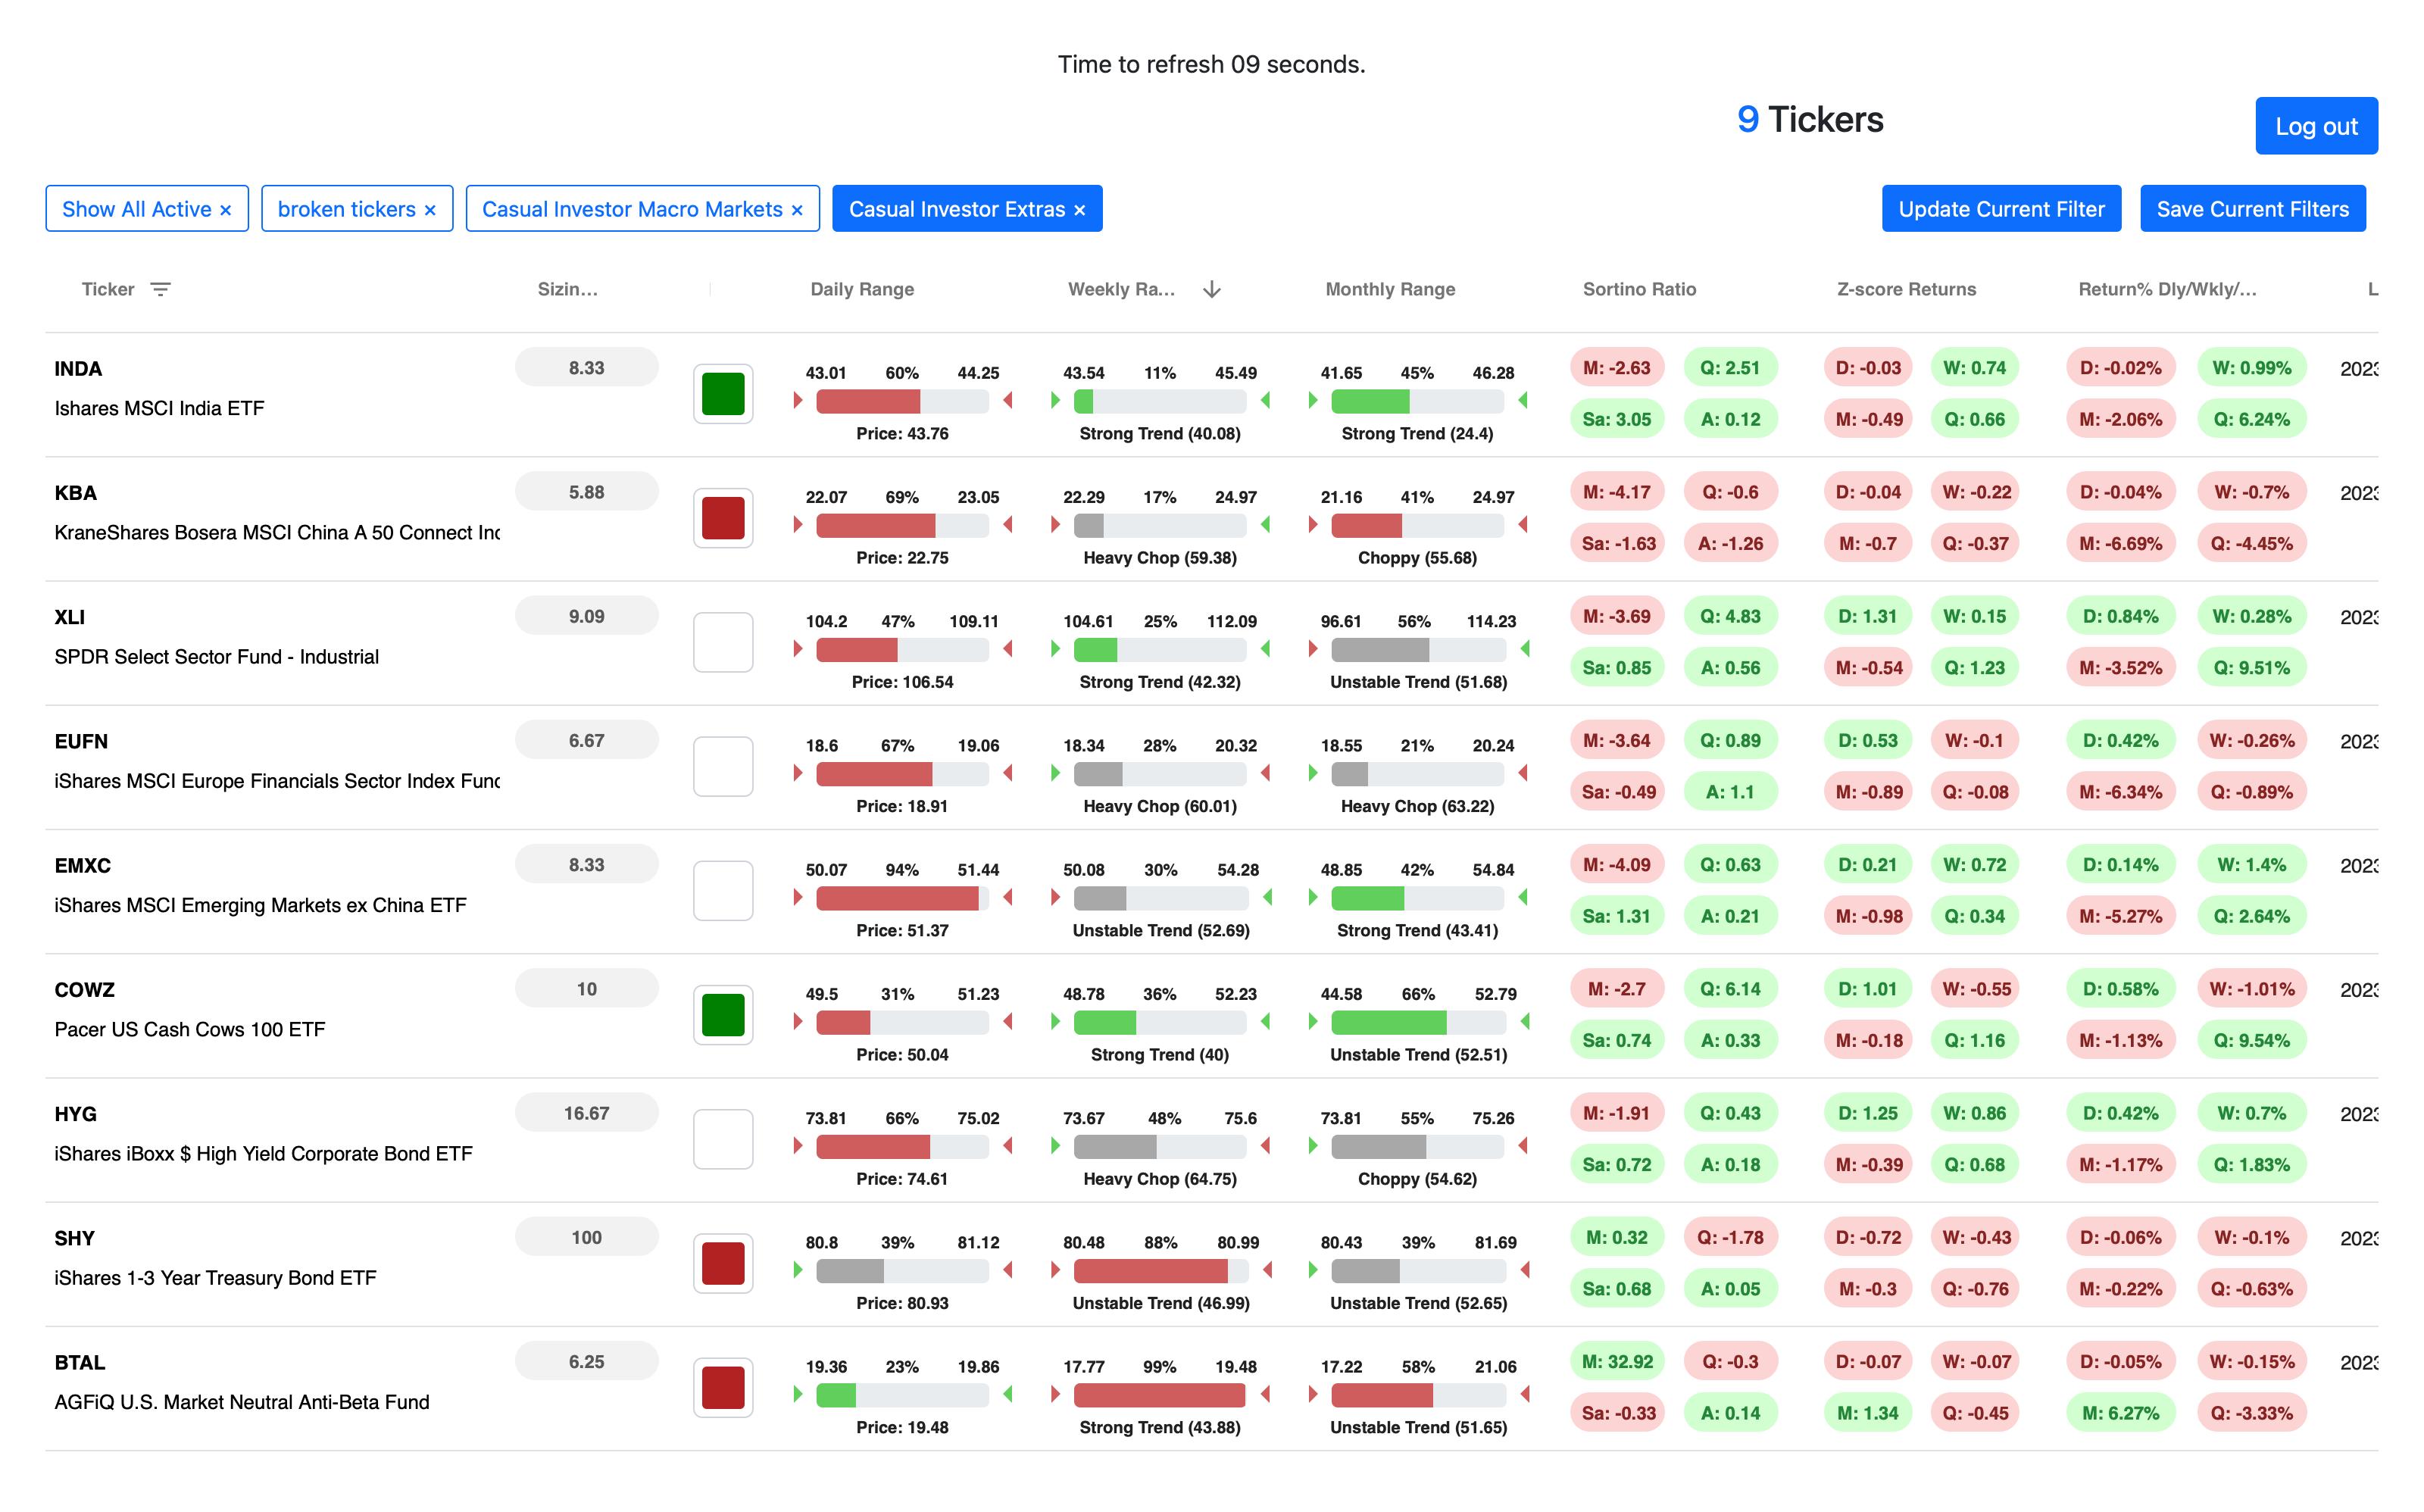 Time to refresh 09 seconds.
9 Tickers
Log out
Show All Active × broken tickers × Casual Investor Macro Markets × Casual Investor Extras × Update Current Filter Save Current Filters
Ticker Sizin... Daily Range Weekly Ra... Monthly Range Sortino Ratio Z-score Returns Return% Dly/Wkly/... L
INDA 8.33 43.01 60% 44.25 43.54 11% 45.49 41.65 45% 46.28 M: -2.63 Q: 2.51 D: -0.03 W: 0.74 D: -0.02% W: 0.99% 2023
Ishares MSCI India ETF Price: 43.76 Strong Trend (40.08) Strong Trend (24.4) Sa: 3.05 A: 0.12 M: -0.49 Q: 0.66 M: -2.06% Q: 6.24%
KBA 5.88 22.07 69% 23.05 22.29 17% 24.97 21.16 41% 24.97 M: -4.17 Q: -0.6 D: -0.04 W: -0.22 D: -0.04% W: -0.7% 2023
KraneShares Bosera MSCI China A 50 Connect Inc Price: 22.75 Heavy Chop (59.38) Choppy (55.68) Sa: -1.63 A: -1.26 M: -0.7 Q: -0.37 M: -6.69% Q: -4.45%
XLI 9.09 104.2 47% 109.11 104.61 25% 112.09 96.61 56% 114.23 M: -3.69 Q: 4.83 D: 1.31 W: 0.15 D: 0.84% W: 0.28% 2023
SPDR Select Sector Fund - Industrial Price: 106.54 Strong Trend (42.32) Unstable Trend (51.68) Sa: 0.85 A: 0.56 M: -0.54 Q: 1.23 M: -3.52% Q: 9.51%
EUFN 6.67 18.6 67% 19.06 18.34 28% 20.32 18.55 21% 20.24 M: -3.64 Q: 0.89 D: 0.53 W: -0.1 D: 0.42% W: -0.26% 2023
iShares MSCI Europe Financials Sector Index Func Price: 18.91 Heavy Chop (60.01) Heavy Chop (63.22) Sa: -0.49 A: 1.1 M: -0.89 Q: -0.08 M: -6.34% Q: -0.89%
EMXC 8.33 50.07 94% 51.44 50.08 30% 54.28 48.85 42% 54.84 M: -4.09 Q: 0.63 D: 0.21 W: 0.72 D: 0.14% W: 1.4% 2023
iShares MSCI Emerging Markets ex China ETF Price: 51.37 Unstable Trend (52.69) Strong Trend (43.41) Sa: 1.31 A: 0.21 M: -0.98 Q: 0.34 M: -5.27% Q: 2.64%
COWZ 10 49.5 31% 51.23 48.78 36% 52.23 44.58 66% 52.79 M: -2.7 Q: 6.14 D: 1.01 W: -0.55 D: 0.58% W: -1.01% 2023
Pacer US Cash Cows 100 ETF Price: 50.04 Strong Trend (40) Unstable Trend (52.51) Sa: 0.74 A: 0.33 M: -0.18 Q: 1.16 M: -1.13% Q: 9.54%
HYG 16.67 73.81 66% 75.02 73.67 48% 75.6 73.81 55% 75.26 M: -1.91 Q: 0.43 D: 1.25 W: 0.86 D: 0.42% W: 0.7% 2023
iShares iBoxx $ High Yield Corporate Bond ETF Price: 74.61 Heavy Chop (64.75) Choppy (54.62) Sa: 0.72 A: 0.18 M: -0.39 Q: 0.68 M: -1.17% Q: 1.83%
SHY 100 80.8 39% 81.12 80.48 88% 80.99 80.43 39% 81.69 M: 0.32 Q: -1.78 D: -0.72 W: -0.43 D: -0.06% W: -0.1% 2023
iShares 1-3 Year Treasury Bond ETF Price: 80.93 Unstable Trend (46.99) Unstable Trend (52.65) Sa: 0.68 A: 0.05 M: -0.3 Q: -0.76 M: -0.22% Q: -0.63%
BTAL 6.25 19.36 23% 19.86 17.77 99% 19.48 17.22 58% 21.06 M: 32.92 Q: -0.3 D: -0.07 W: -0.07 D: -0.05% W: -0.15% 2023
AGFiQ U.S. Market Neutral Anti-Beta Fund Price: 19.48 Strong Trend (43.88) Unstable Trend (51.65) Sa: -0.33 A: 0.14 M: 1.34 Q: -0.45 M: 6.27% Q: -3.33%